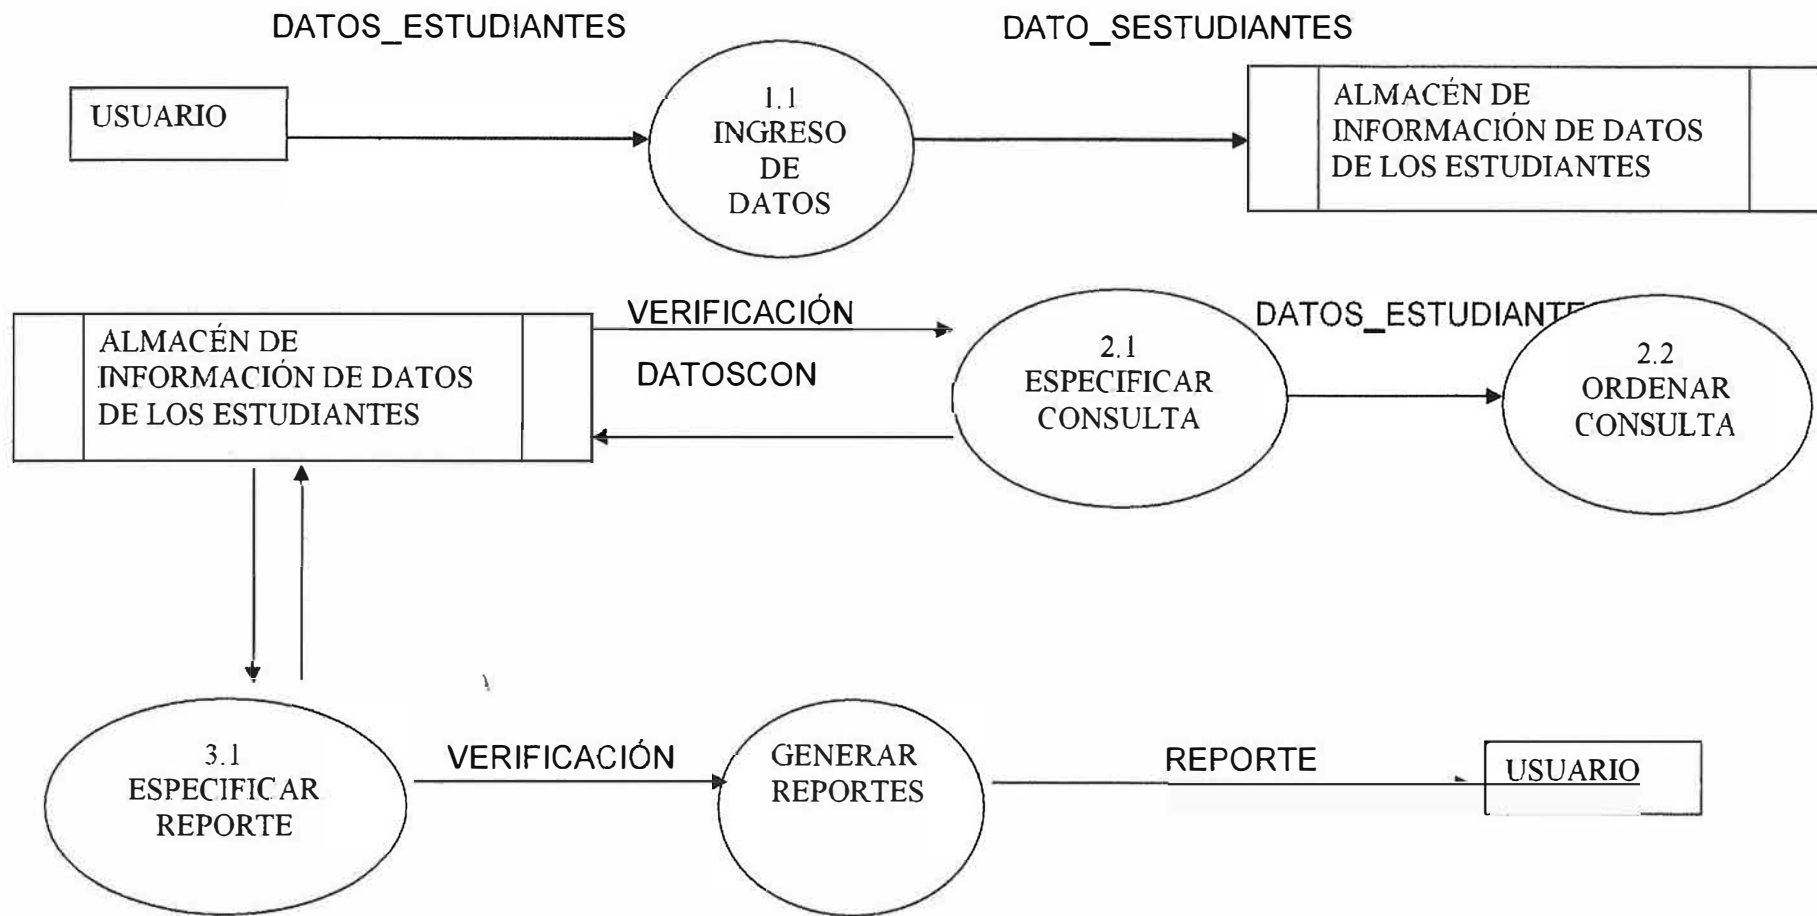 DATOS_ESTUDIANTES
DATO_SESTUDIANTES
USUARIO
1.1
INGRESO
DE
DATOS
ALMACÉN DE
INFORMACIÓN DE DATOS
DE LOS ESTUDIANTES
ALMACÉN DE
INFORMACIÓN DE DATOS
DE LOS ESTUDIANTES
VERIFICACIÓN
DATOSCON
2.1
ESPECIFICAR
CONSULTA
DATOS_ESTUDIANTE
2.2
ORDENAR
CONSULTA
3.1
ESPECIFICAR
REPORTE
VERIFICACIÓN
GENERAR
REPORTES
REPORTE
USUARIO